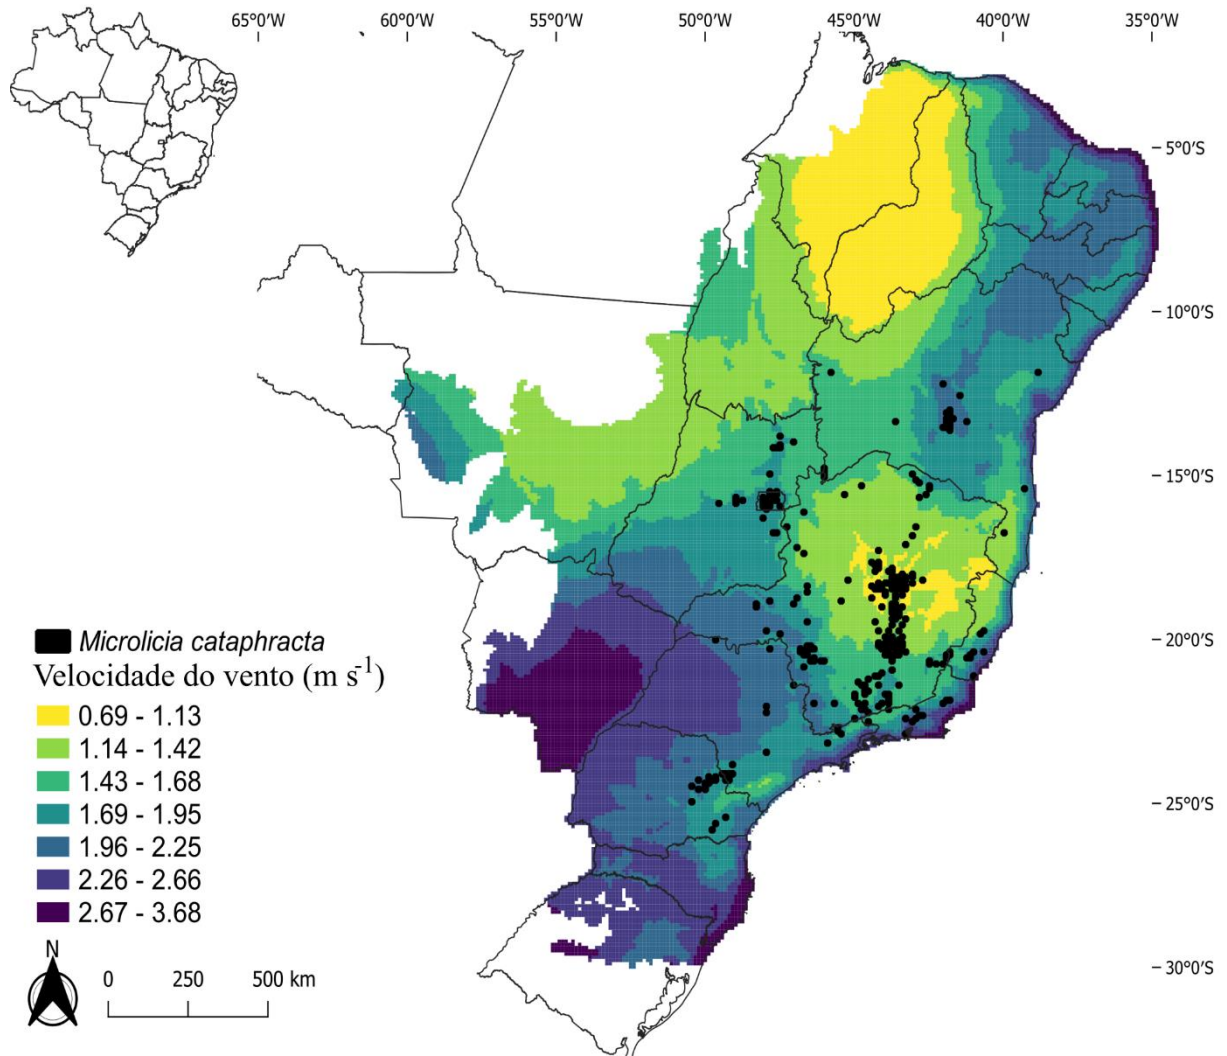 65°0'W 60°0'W 55°0'W 50°0'W 45°0'W 40°0'W 35°0'W
5°0'S
10°0'S
15°0'S
20°0'S
25°0'S
30°0'S
Microlicia cataphracta
Velocidade do vento (m s⁻¹)
0.69 - 1.13
1.14 - 1.42
1.43 - 1.68
1.69 - 1.95
1.96 - 2.25
2.26 - 2.66
2.67 - 3.68
N
0 250 500 km